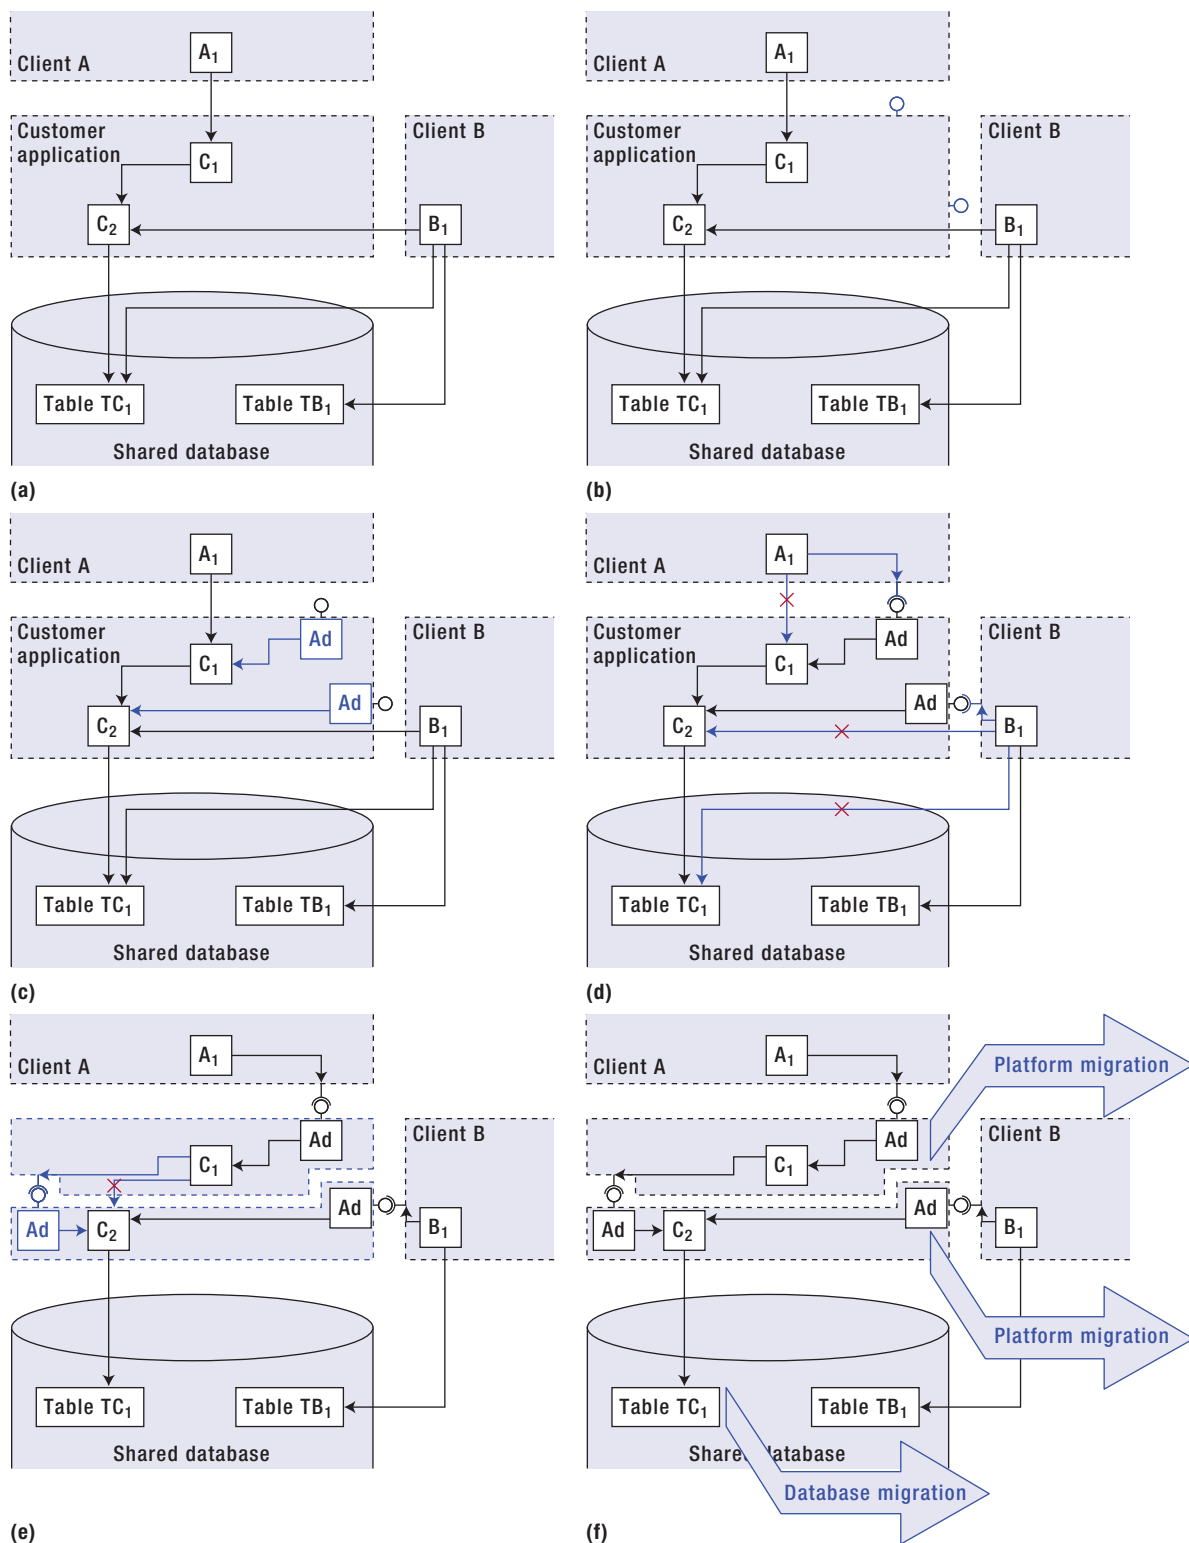 Client A
A1
Customer
application
C1
Client B
C2
B1
Table TC1
Table TB1
Shared database
(a)
Client A
A1
Customer
application
C1
Client B
C2
B1
Table TC1
Table TB1
Shared database
(b)
Client A
A1
Customer
application
Ad
C1
Client B
Ad
C2
B1
Table TC1
Table TB1
Shared database
(c)
Client A
A1
Customer
application
Ad
C1
Client B
Ad
C2
B1
Table TC1
Table TB1
Shared database
(d)
Client A
A1
Ad
C1
Client B
Ad
Ad
C2
B1
Table TC1
Table TB1
Shared database
(e)
Client A
A1
Platform migration
Ad
C1
Client B
Ad
Ad
C2
B1
Platform migration
Table TC1
Table TB1
Shared database
Database migration
(f)